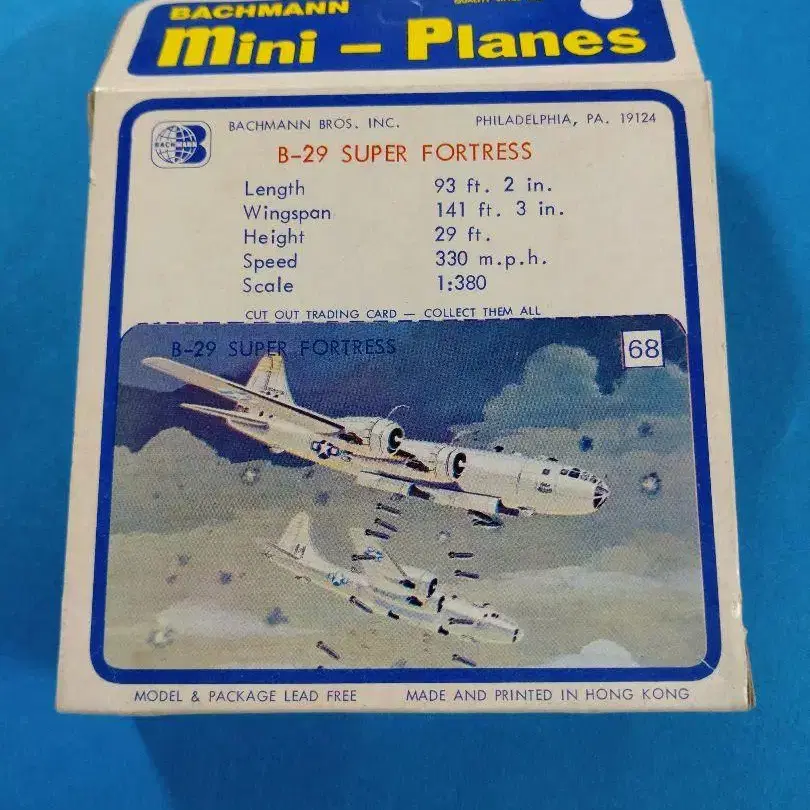 BACHMANN
Mini - Planes
BACHMANN
BACHMANN BROS. INC. PHILADELPHIA, PA. 19124
B-29 SUPER FORTRESS
Length 93 ft. 2 in.
Wingspan 141 ft. 3 in.
Height 29 ft.
Speed 330 m.p.h.
Scale 1:380
CUT OUT TRADING CARD — COLLECT THEM ALL
B-29 SUPER FORTRESS 68
MODEL & PACKAGE LEAD FREE MADE AND PRINTED IN HONG KONG